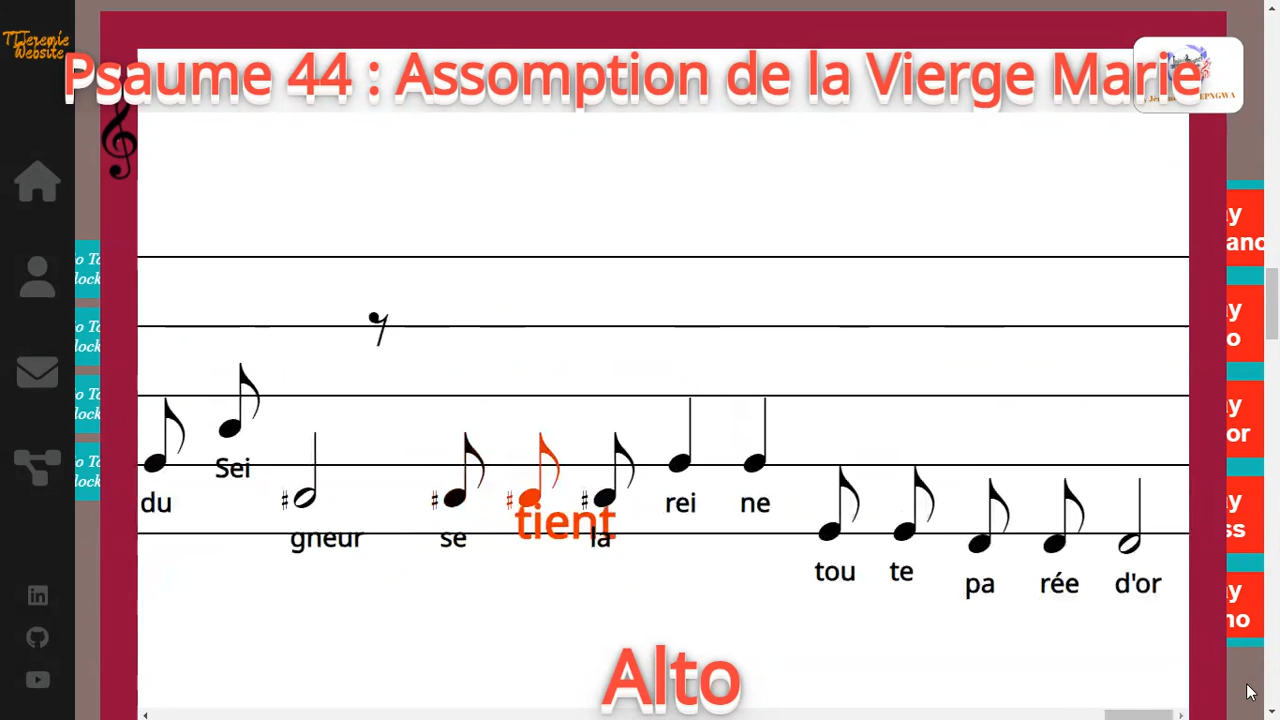 TTJeremie
Website
Psaume 44 : Assomption de la Vierge Marie
du Sei gneur se tient la rei ne tou te pa rée d'or
Alto